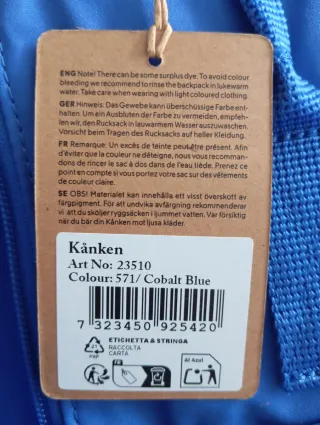 ENG Note! There can be some surplus dye. To avoid colour
bleeding we recommend to rinse the backpack in lukewarm
water. Take care when wearing with light coloured clothing.
GER Hinweis: Das Gewebe kann überschüssige Farbe ent-
halten. Um ein Ausbluten der Farbe zu vermeiden, empfeh-
len wir, den Rucksack in lauwarmem Wasser auszuwaschen.
Vorsicht beim Tragen des Rucksacks auf heller Kleidung.
FR Remarque: Un excès de teinte peut être présent. Afin
d'éviter que la couleur ne déteigne, nous vous recomman-
dons de rincer le sac à dos dans de l'eau tiède. Prenez ce
point en compte si vous portez votre sac sur des vêtements
de couleur claire.
SE OBS! Materialet kan innehålla ett visst överskott av
färgpigment. För att undvika avfärgning rekommenderar
vi att du sköljer ryggsäcken i ljummet vatten. Var försiktig
när du bär din Kånken mot ljusa kläder.
Kånken
Art No: 23510
Colour: 571/ Cobalt Blue
7 323450 925420
21
PAP
ETICHETTA & STRINGA
RACCOLTA
CARTA
FR
Al Azul